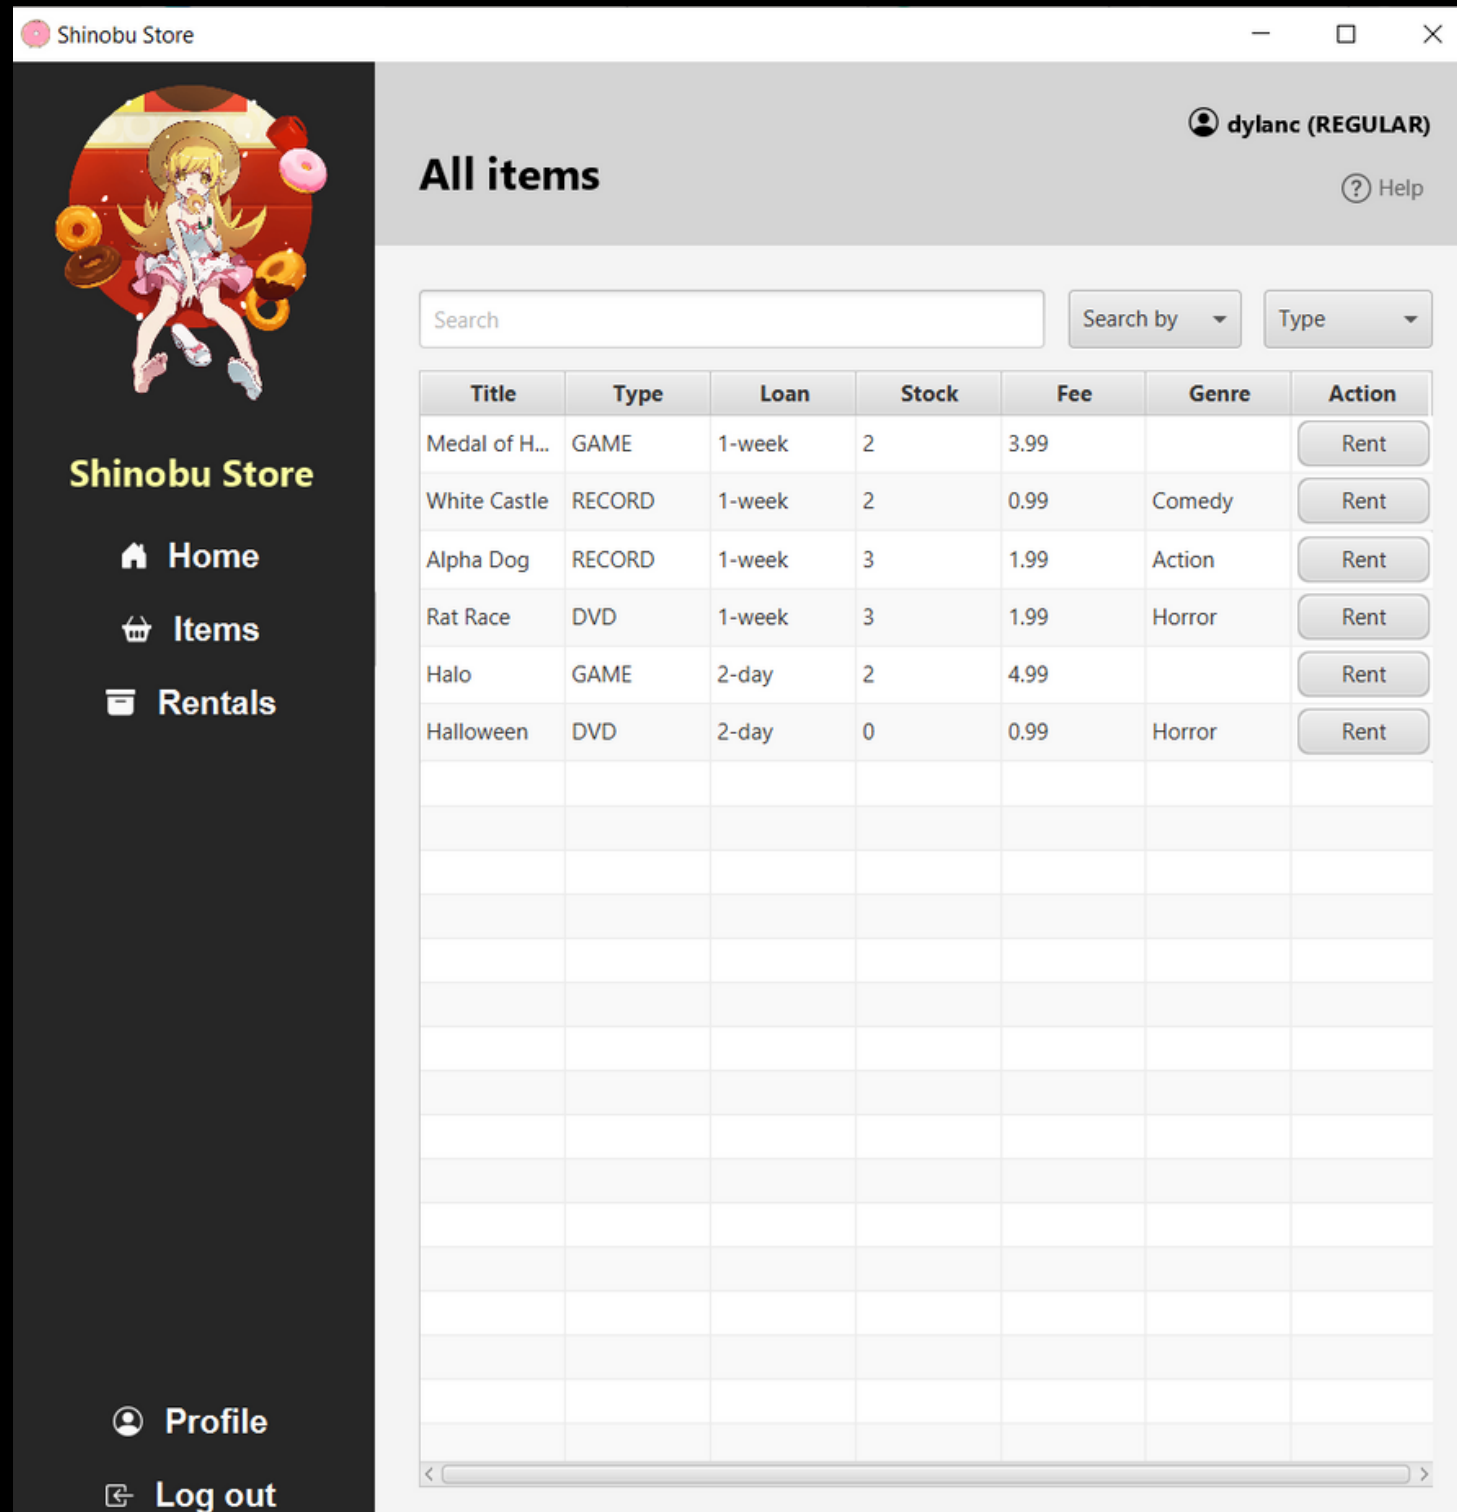 Shinobu Store
dylanc (REGULAR)
All items
Help
Shinobu Store
Home
Items
Rentals
Profile
Log out
Search
Search by
Type
Title Type Loan Stock Fee Genre Action
Medal of H... GAME 1-week 2 3.99 Rent
White Castle RECORD 1-week 2 0.99 Comedy Rent
Alpha Dog RECORD 1-week 3 1.99 Action Rent
Rat Race DVD 1-week 3 1.99 Horror Rent
Halo GAME 2-day 2 4.99 Rent
Halloween DVD 2-day 0 0.99 Horror Rent